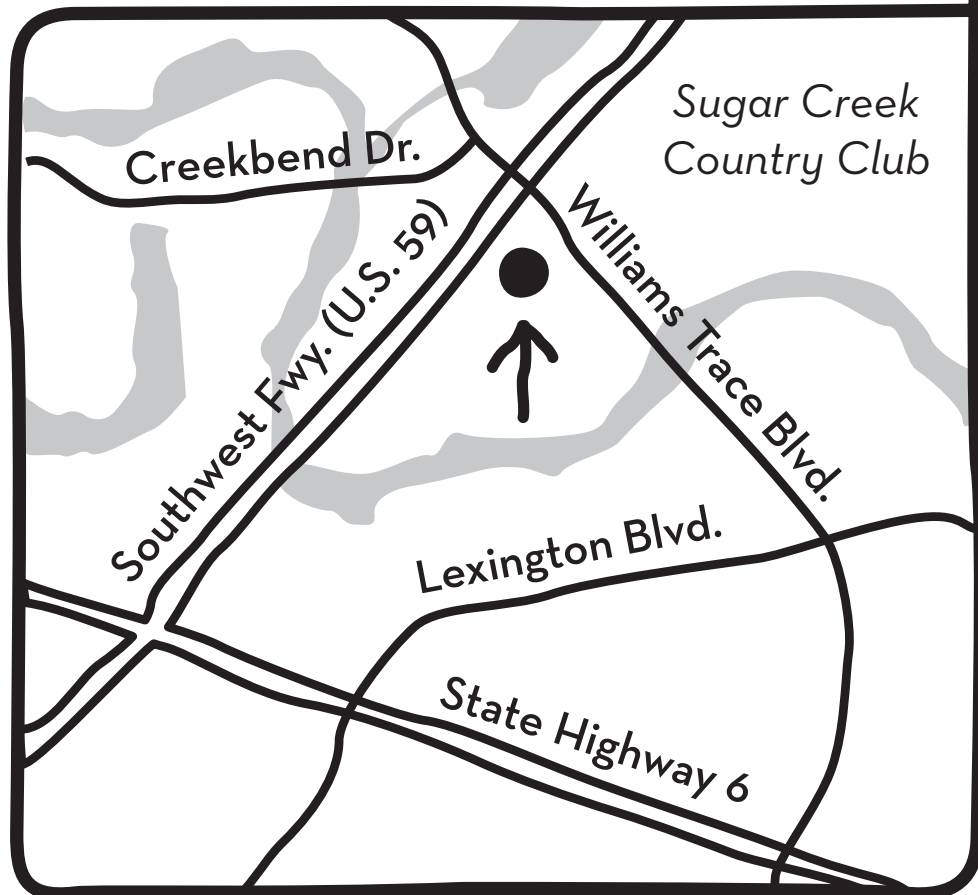 Sugar Creek
Country Club
Creekbend Dr.
Williams Trace Blvd.
Southwest Fwy. (U.S. 59)
Lexington Blvd.
State Highway 6